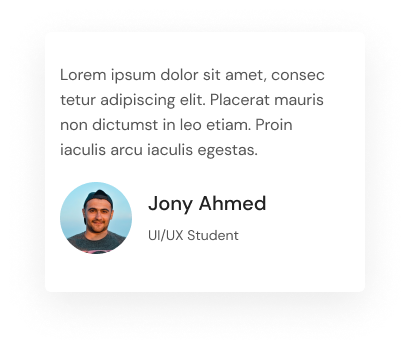 Lorem ipsum dolor sit amet, consec
tetur adipiscing elit. Placerat mauris
non dictumst in leo etiam. Proin
iaculis arcu iaculis egestas.
Jony Ahmed
UI/UX Student